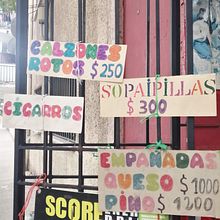 CALZONES
ROTOS $250
SOPAIPILLAS
$300
CIGARROS
EMPANADAS
QUESO $1000
PINO $1200
SCORE